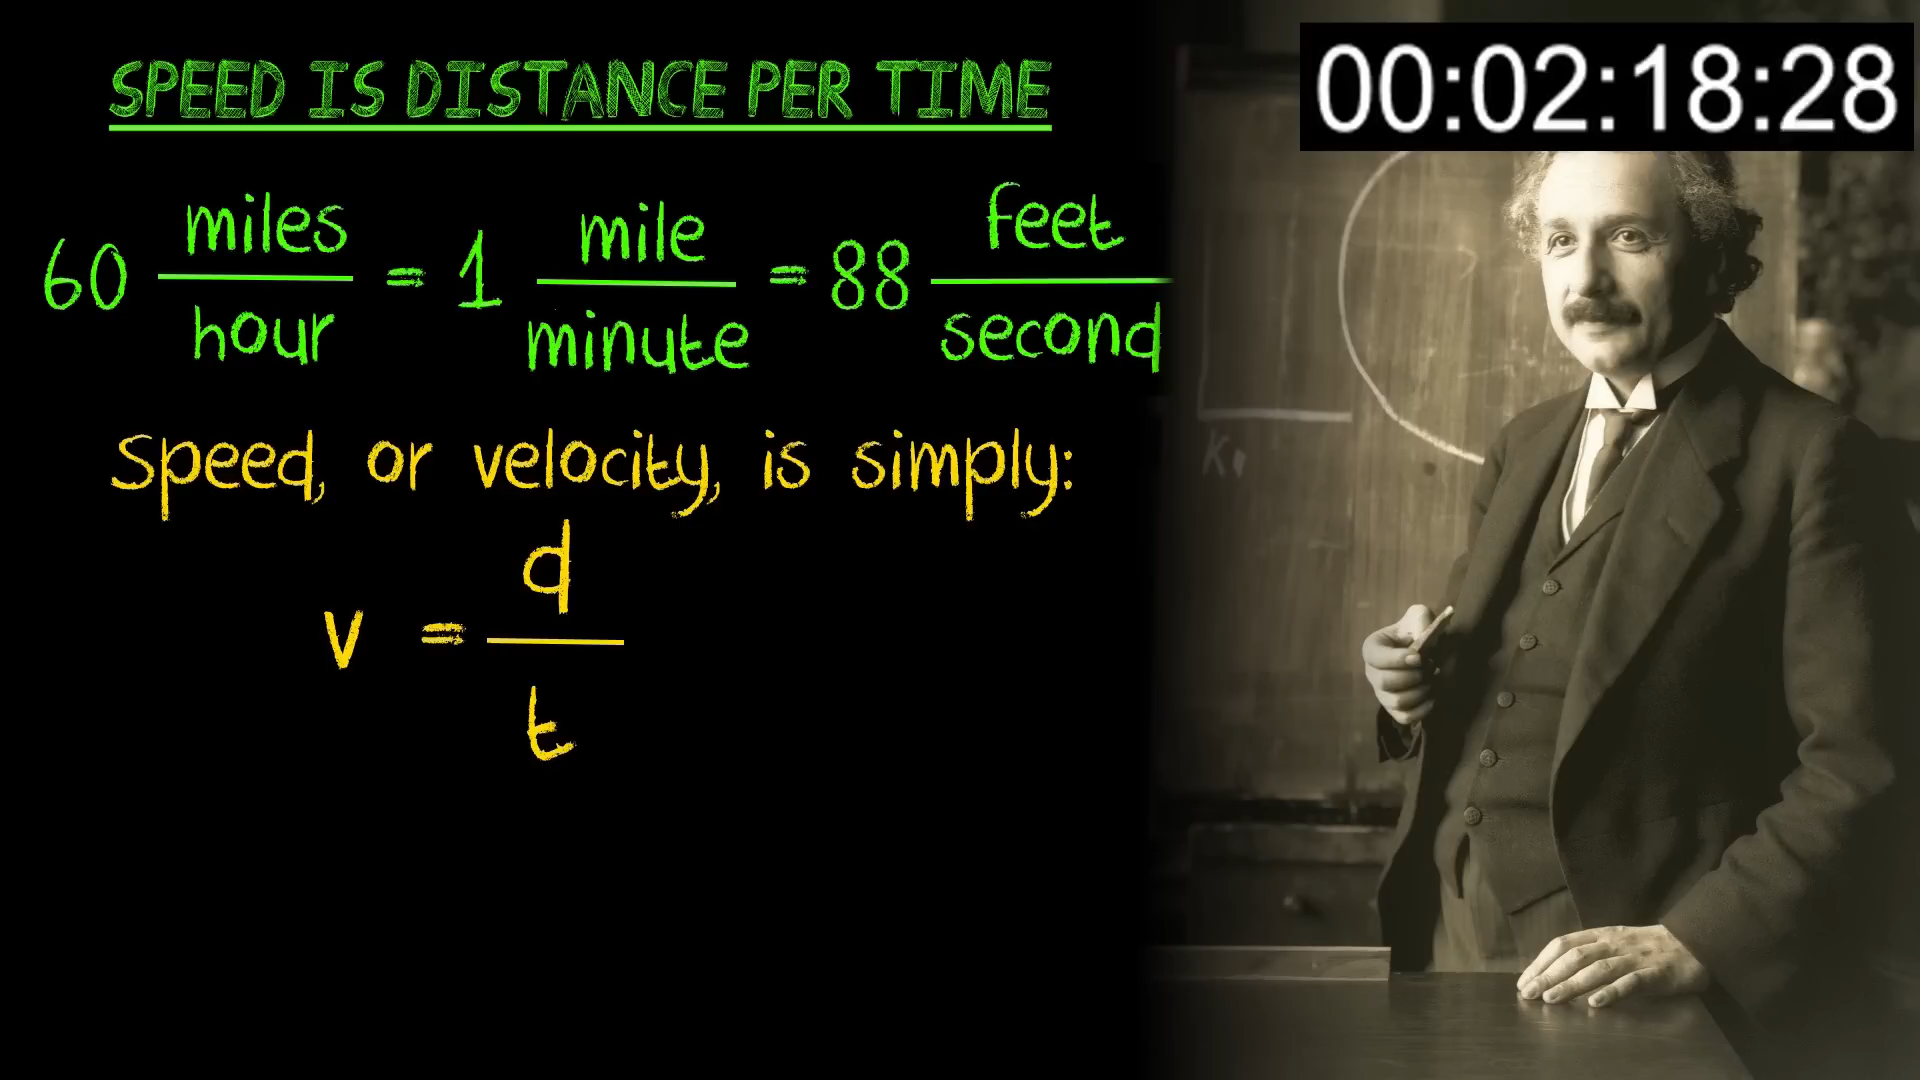 SPEED IS DISTANCE PER TIME
00:02:18:28
60 miles/hour = 1 mile/minute = 88 feet/second
Speed, or velocity, is simply:
v = d/t